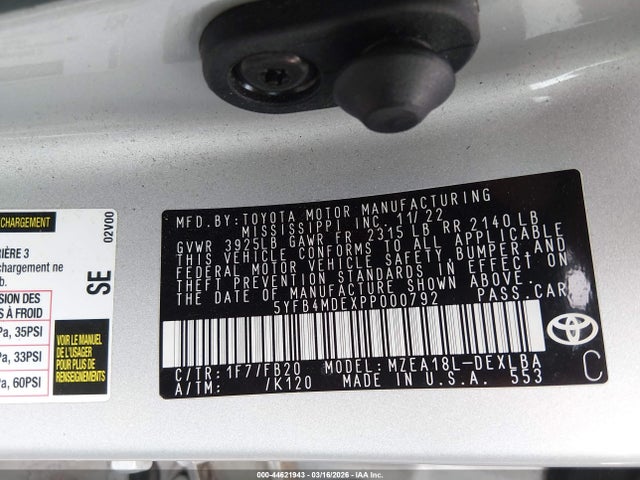 CHARGEMENT
02V00
IÈRE 3
chargement ne
b.
SE
SION DES
S À FROID
Pa, 35PSI
Pa, 33PSI
Pa, 60PSI
VOIR LE MANUEL
DE L'USAGER
POUR PLUS DE
RENSEIGNEMENTS
MFD.BY:TOYOTA MOTOR MANUFACTURING
MISSISSIPPI INC. 11/22
GVWR 3925LB GAWR FR 2315 LB RR 2140 LB
THIS VEHICLE CONFORMS TO ALL APPLICABLE
FEDERAL MOTOR VEHICLE SAFETY, BUMPER, AND
THEFT PREVENTION STANDARDS IN EFFECT ON
THE DATE OF MANUFACTURE SHOWN ABOVE.
5YFB4MDEXPP000792 PASS.CAR
C/TR:1F7/FB20 MODEL:MZEA18L-DEXLBA
A/TM: /K120 MADE IN U.S.A. 553
C
000-44621943 - 03/16/2026 - IAAI.COM